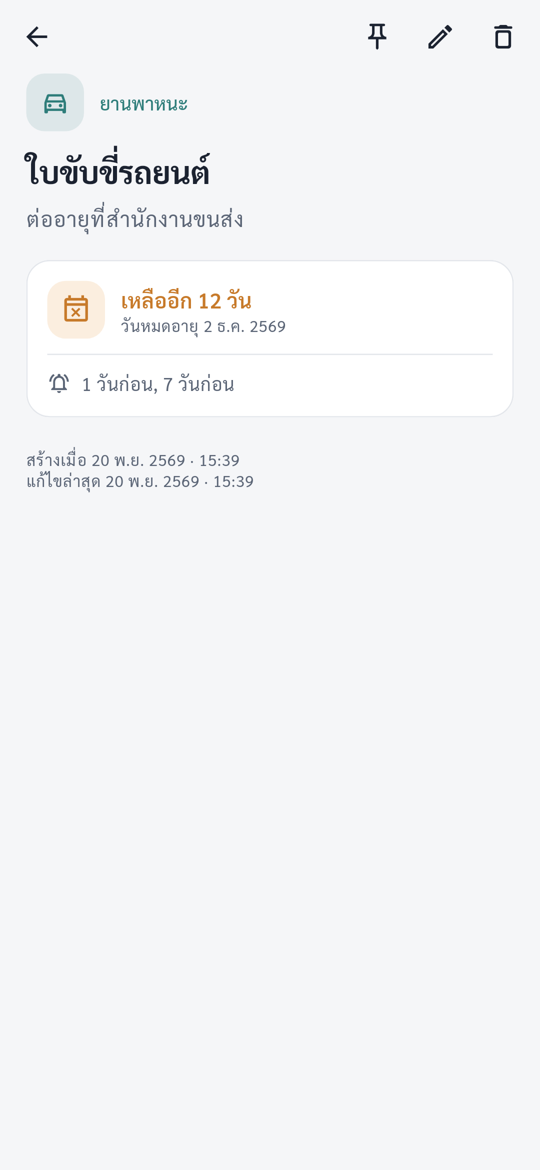 ยานพาหนะ
ใบขับขี่รถยนต์
ต่ออายุที่สำนักงานขนส่ง
เหลืออีก 12 วัน
วันหมดอายุ 2 ธ.ค. 2569
1 วันก่อน, 7 วันก่อน
สร้างเมื่อ 20 พ.ย. 2569 · 15:39
แก้ไขล่าสุด 20 พ.ย. 2569 · 15:39